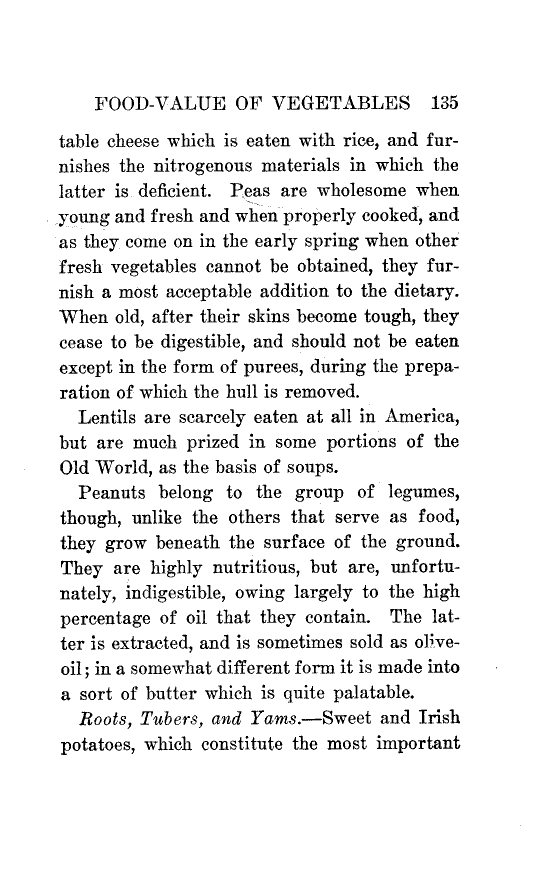 FOOD-VALUE OF VEGETABLES 135
table cheese which is eaten with rice, and fur-
nishes the nitrogenous materials in which the
latter is deficient. Peas are wholesome when
young and fresh and when properly cooked, and
as they come on in the early spring when other
fresh vegetables cannot be obtained, they fur-
nish a most acceptable addition to the dietary.
When old, after their skins become tough, they
cease to be digestible, and should not be eaten
except in the form of purees, during the prepa-
ration of which the hull is removed.
Lentils are scarcely eaten at all in America,
but are much prized in some portions of the
Old World, as the basis of soups.
Peanuts belong to the group of legumes,
though, unlike the others that serve as food,
they grow beneath the surface of the ground.
They are highly nutritious, but are, unfortu-
nately, indigestible, owing largely to the high
percentage of oil that they contain. The lat-
ter is extracted, and is sometimes sold as olive-
oil; in a somewhat different form it is made into
a sort of butter which is quite palatable.
Roots, Tubers, and Yams.—Sweet and Irish
potatoes, which constitute the most important